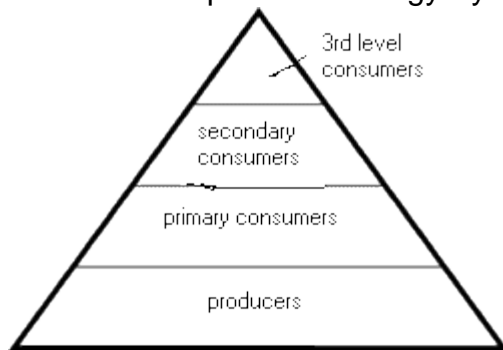 3rd level
consumers
secondary
consumers
primary consumers
producers